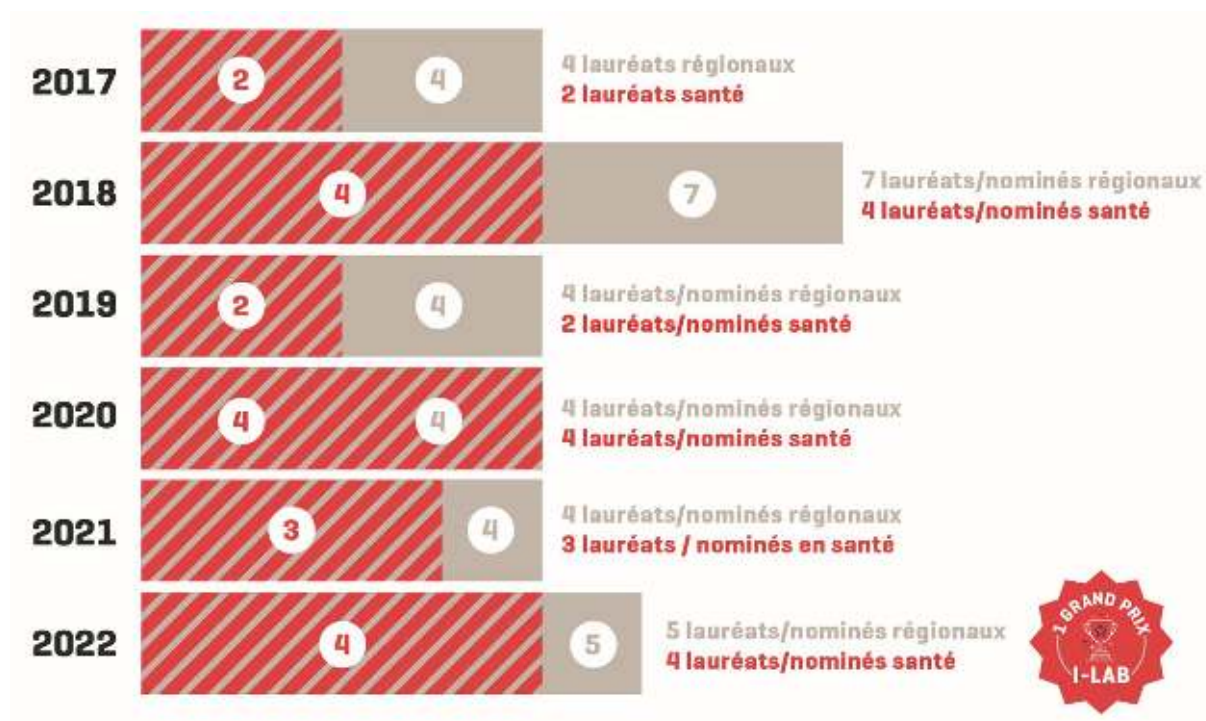 2017
2
4
4 lauréats régionaux
2 lauréats santé
2018
4
7
7 lauréats/nominés régionaux
4 lauréats/nominés santé
2019
2
4
4 lauréats/nominés régionaux
2 lauréats/nominés santé
2020
4
4
4 lauréats/nominés régionaux
4 lauréats/nominés santé
2021
3
4
4 lauréats/nominés régionaux
3 lauréats / nominés en santé
2022
4
5
5 lauréats/nominés régionaux
4 lauréats/nominés santé
1 GRAND PRIX
I-LAB